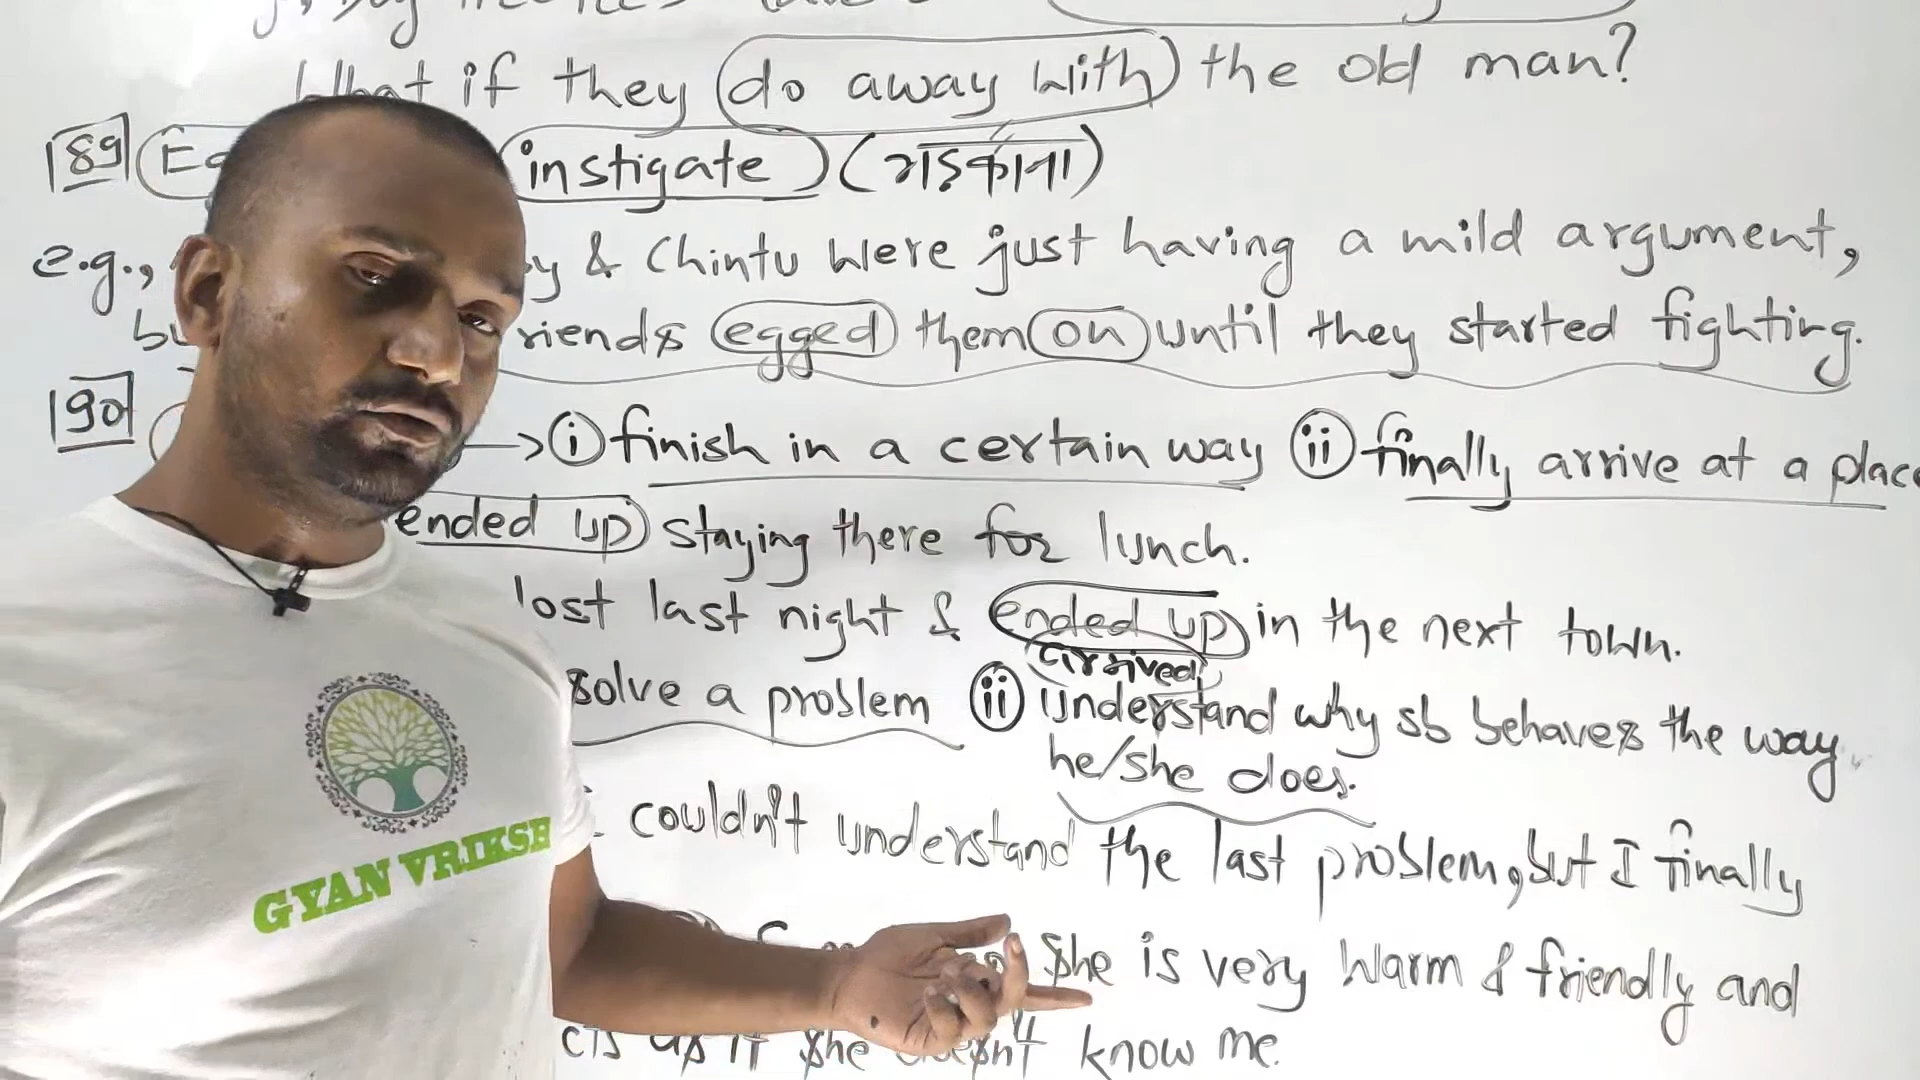 What if they do away with the old man?
189 instigate) (भड़काना)
e.g., & Chintu were just having a mild argument,
egged them on until they started fighting.
190 → (i) finish in a certain way (ii) finally arrive at a place
ended up staying there for lunch.
lost last night & ended up in the next town.
arrived
solve a problem (ii) understand why sb behaves the way
he/she does.
couldn't understand the last problem, but I finally
She is very warm & friendly and
if she doesn't know me.
GYAN VRIKSH